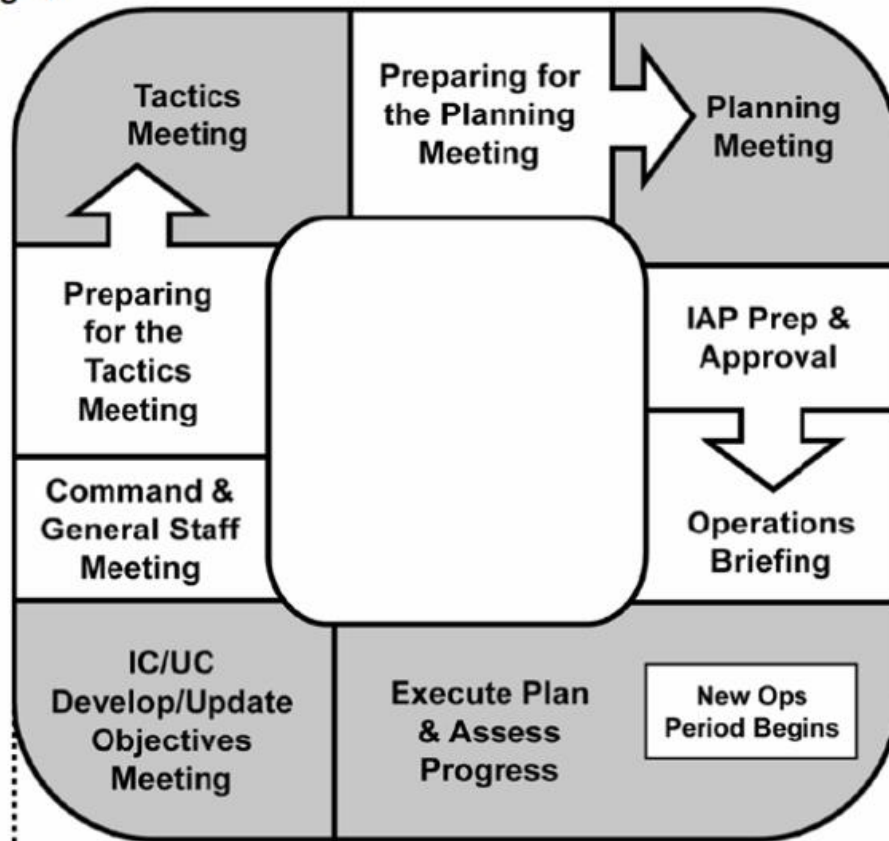 Tactics
Meeting
Preparing for
the Planning
Meeting
Planning
Meeting
Preparing
for the
Tactics
Meeting
IAP Prep &
Approval
Command &
General Staff
Meeting
Operations
Briefing
IC/UC
Develop/Update
Objectives
Meeting
Execute Plan
& Assess
Progress
New Ops
Period Begins